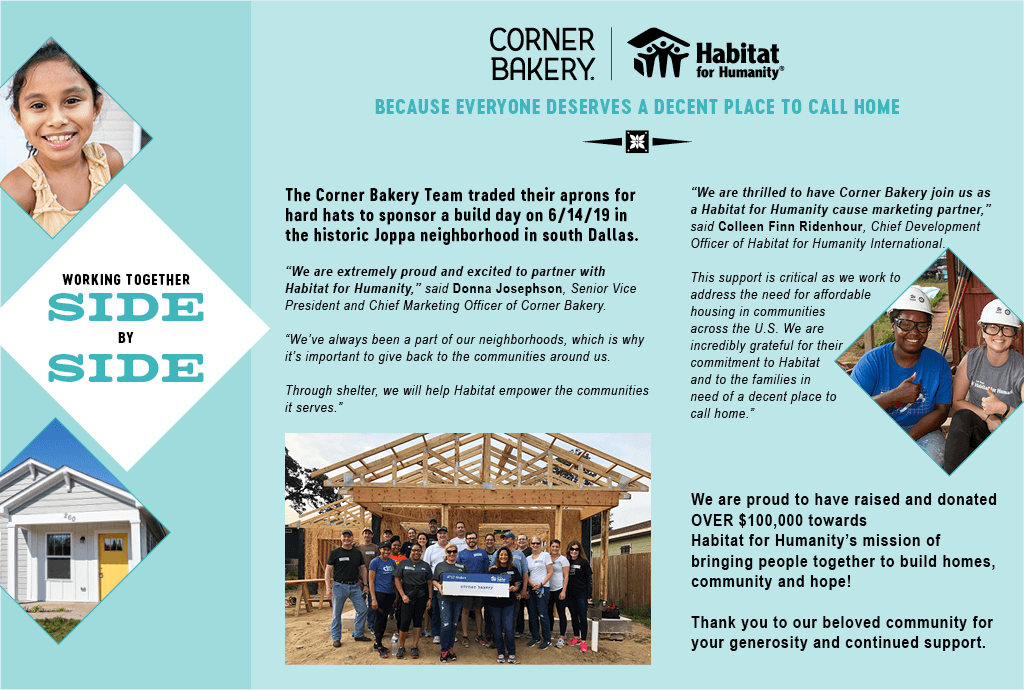 CORNER
BAKERY.
Habitat
for Humanity®
BECAUSE EVERYONE DESERVES A DECENT PLACE TO CALL HOME
WORKING TOGETHER
SIDE
BY
SIDE
260
The Corner Bakery Team traded their aprons for
hard hats to sponsor a build day on 6/14/19 in
the historic Joppa neighborhood in south Dallas.
“We are extremely proud and excited to partner with
Habitat for Humanity,” said Donna Josephson, Senior Vice
President and Chief Marketing Officer of Corner Bakery.
“We’ve always been a part of our neighborhoods, which is why
it’s important to give back to the communities around us.
Through shelter, we will help Habitat empower the communities
it serves.”
corner bakery
“We are thrilled to have Corner Bakery join us as
a Habitat for Humanity cause marketing partner,”
said Colleen Finn Ridenhour, Chief Development
Officer of Habitat for Humanity International.
This support is critical as we work to
address the need for affordable
housing in communities
across the U.S. We are
incredibly grateful for their
commitment to Habitat
and to the families in
need of a decent place to
call home.”
We are proud to have raised and donated
OVER $100,000 towards
Habitat for Humanity’s mission of
bringing people together to build homes,
community and hope!
Thank you to our beloved community for
your generosity and continued support.